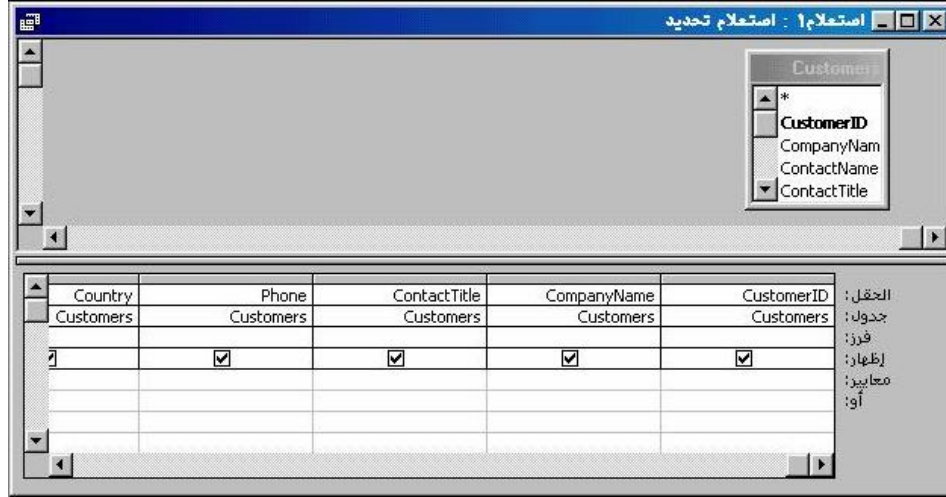 استعلام١ : استعلام تحديد
Customers
*
CustomerID
CompanyNam
ContactName
ContactTitle
الحقل: CustomerID CompanyName ContactTitle Phone Country
جدول: Customers Customers Customers Customers Customers
فرز:
إظهار:
معايير:
أو: